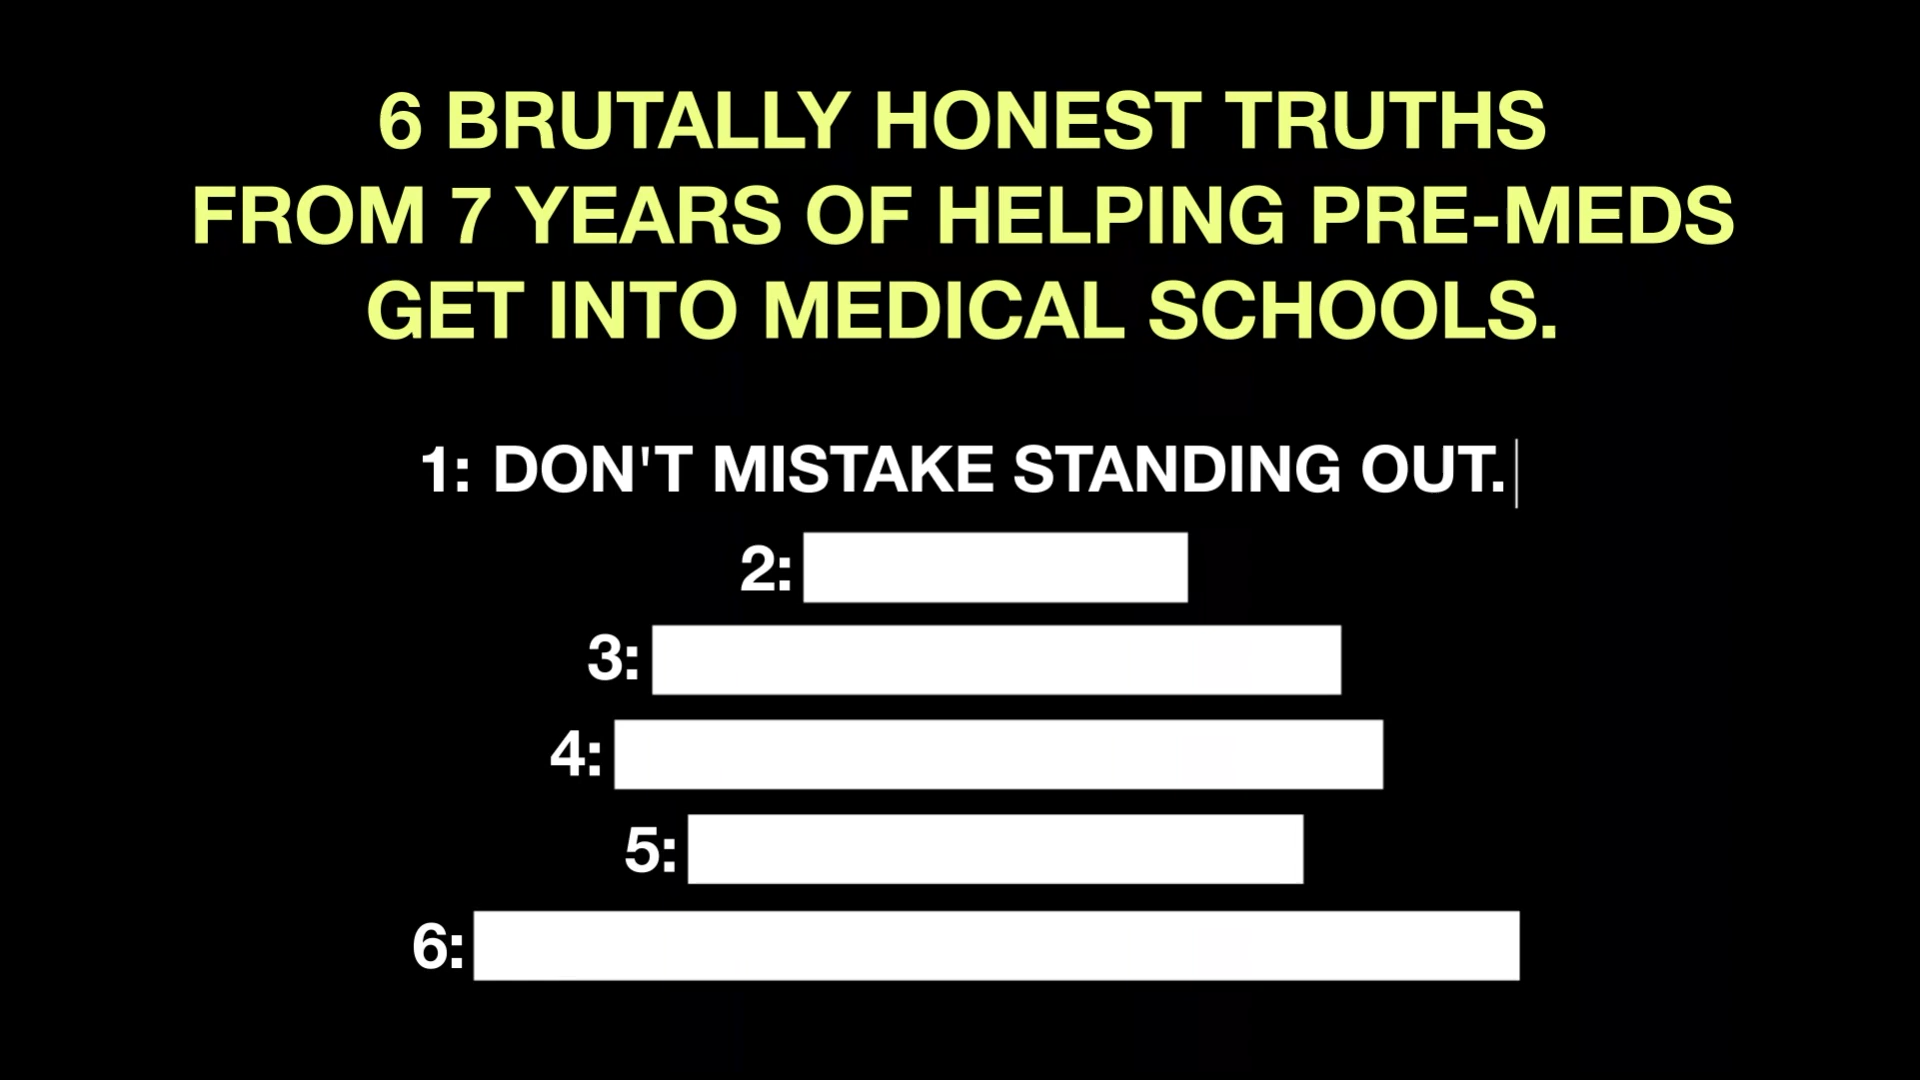 6 BRUTALLY HONEST TRUTHS
FROM 7 YEARS OF HELPING PRE-MEDS
GET INTO MEDICAL SCHOOLS.
1: DON'T MISTAKE STANDING OUT.
2:
3:
4:
5:
6: